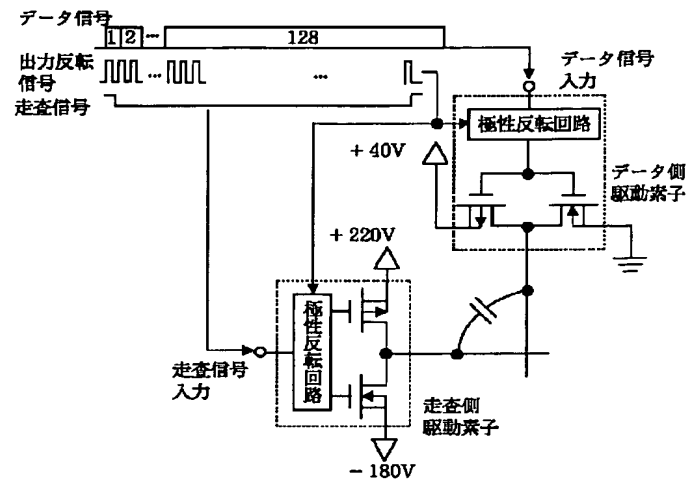 データ信号
1 2 … 128
出力反転
信号
… …
走査信号
データ信号
入力
極性反転回路
+40V
データ側
駆動素子
+220V
極性反転回路
走査信号
入力
走査側
駆動素子
-180V